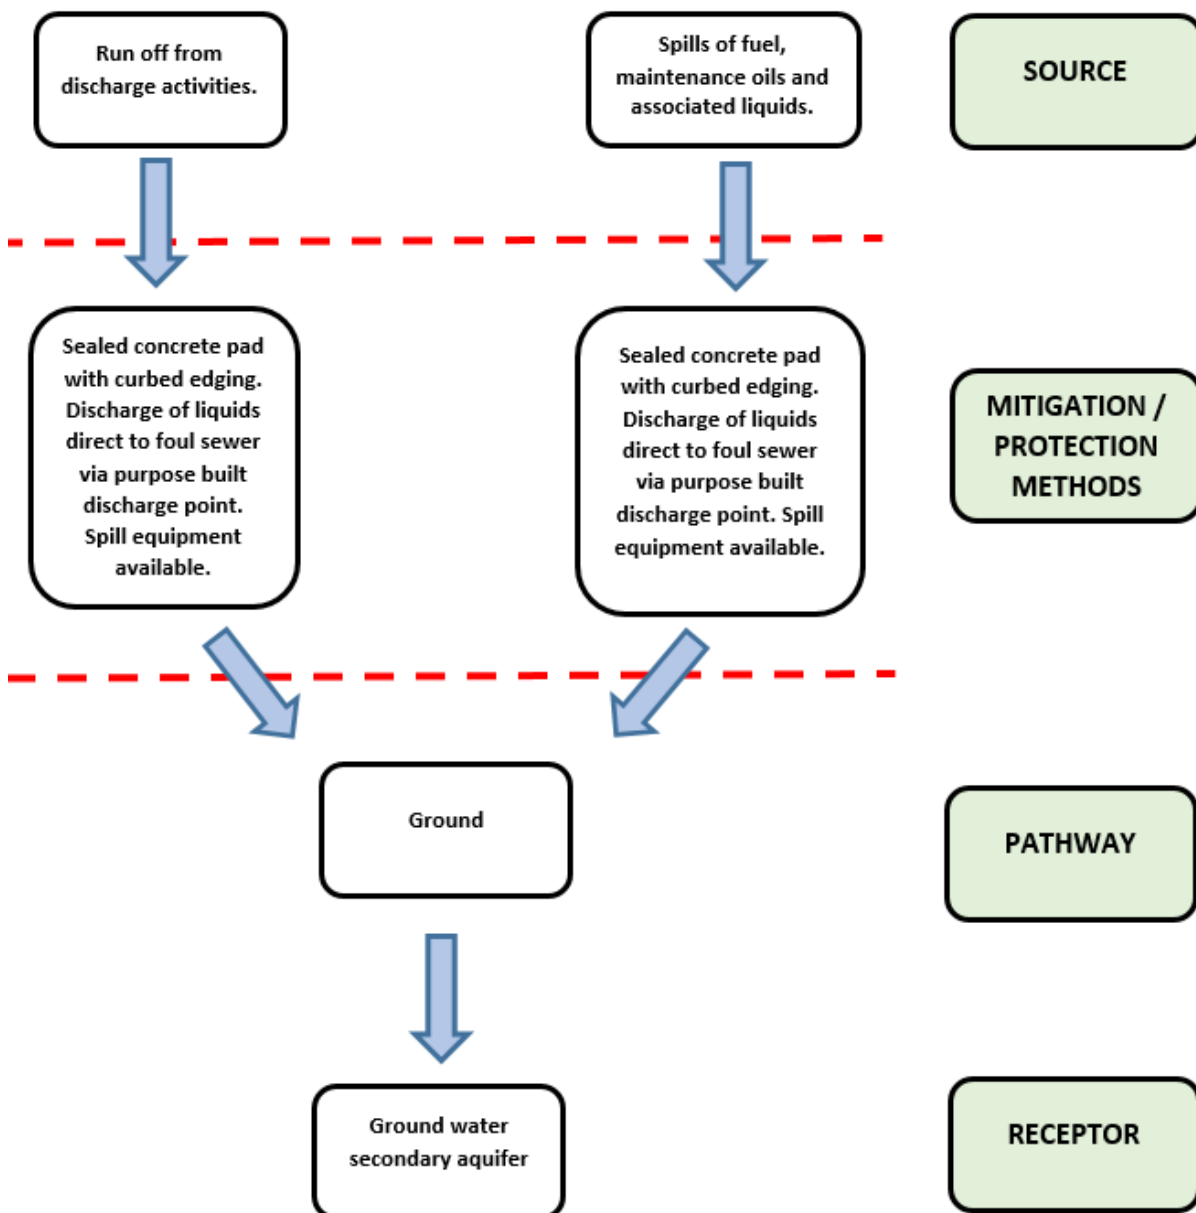 Run off from
discharge activities.
Spills of fuel,
maintenance oils and
associated liquids.
SOURCE
Sealed concrete pad
with curbed edging.
Discharge of liquids
direct to foul sewer
via purpose built
discharge point.
Spill equipment
available.
Sealed concrete pad
with curbed edging.
Discharge of liquids
direct to foul sewer
via purpose built
discharge point. Spill
equipment available.
MITIGATION /
PROTECTION
METHODS
Ground
PATHWAY
Ground water
secondary aquifer
RECEPTOR